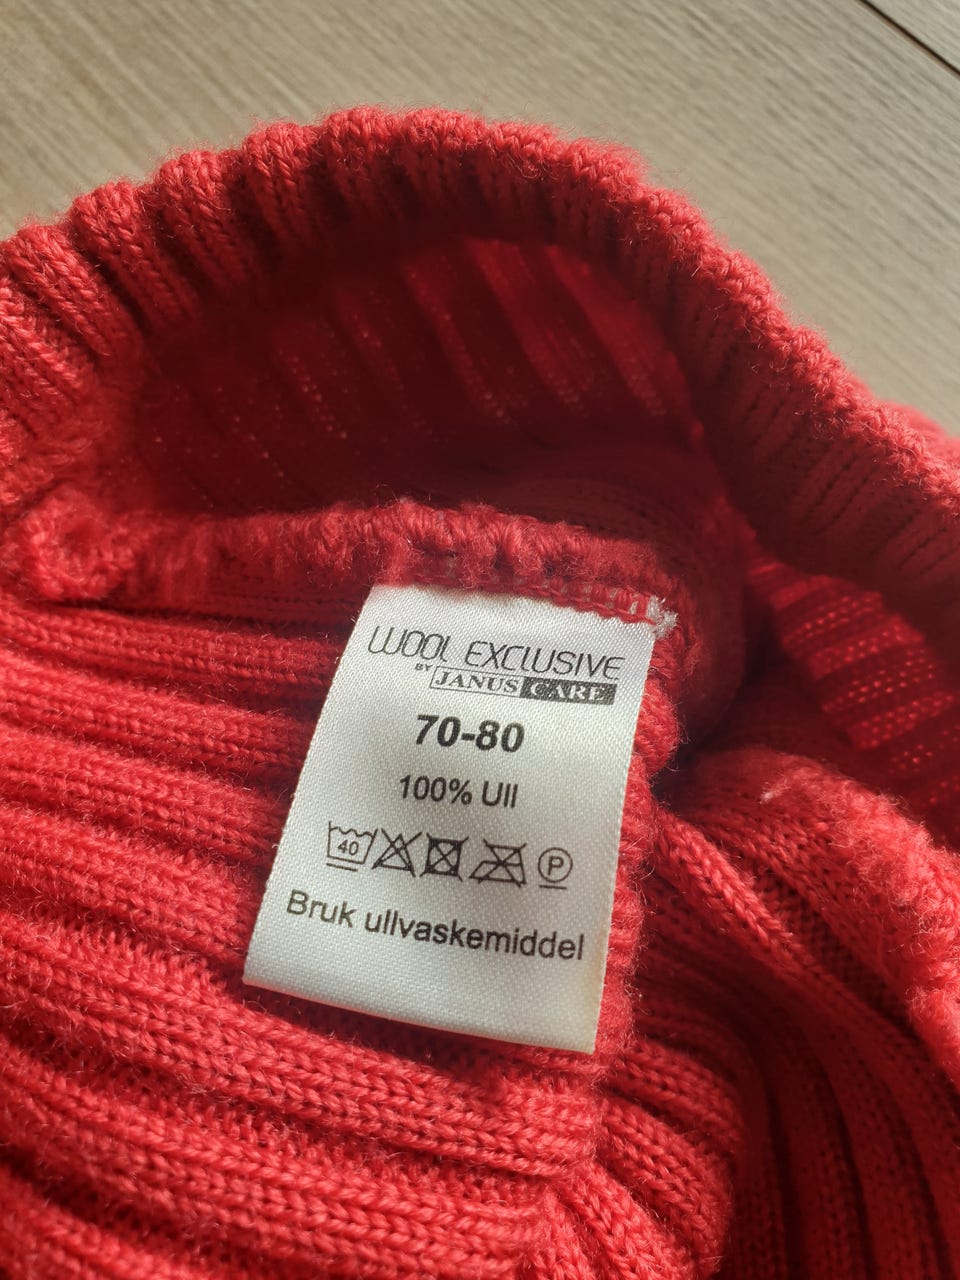 WOOL EXCLUSIVE
BY JANUS CARE
70-80
100% Ull
40 P
Bruk ullvaskemiddel